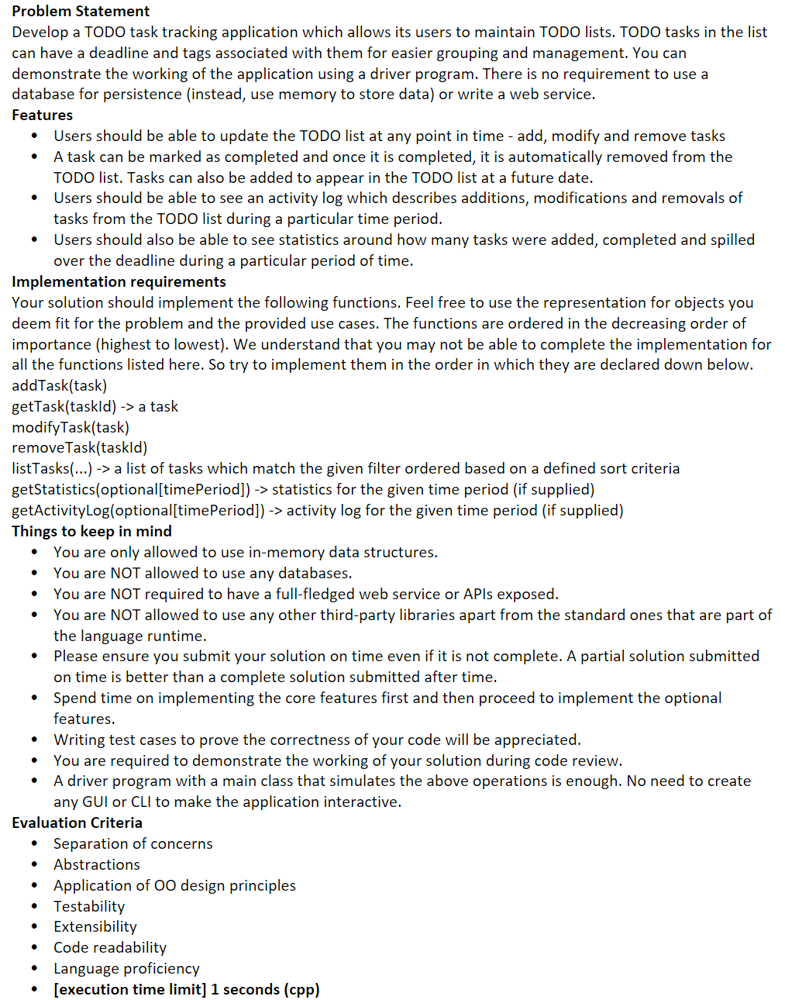 Problem Statement
Develop a TODO task tracking application which allows its users to maintain TODO lists. TODO tasks in the list
can have a deadline and tags associated with them for easier grouping and management. You can
demonstrate the working of the application using a driver program. There is no requirement to use a
database for persistence (instead, use memory to store data) or write a web service.
Features
• Users should be able to update the TODO list at any point in time - add, modify and remove tasks
• A task can be marked as completed and once it is completed, it is automatically removed from the
TODO list. Tasks can also be added to appear in the TODO list at a future date.
• Users should be able to see an activity log which describes additions, modifications and removals of
tasks from the TODO list during a particular time period.
• Users should also be able to see statistics around how many tasks were added, completed and spilled
over the deadline during a particular period of time.
Implementation requirements
Your solution should implement the following functions. Feel free to use the representation for objects you
deem fit for the problem and the provided use cases. The functions are ordered in the decreasing order of
importance (highest to lowest). We understand that you may not be able to complete the implementation for
all the functions listed here. So try to implement them in the order in which they are declared down below.
addTask(task)
getTask(taskId) -> a task
modifyTask(task)
removeTask(taskId)
listTasks(...) -> a list of tasks which match the given filter ordered based on a defined sort criteria
getStatistics(optional[timePeriod]) -> statistics for the given time period (if supplied)
getActivityLog(optional[timePeriod]) -> activity log for the given time period (if supplied)
Things to keep in mind
• You are only allowed to use in-memory data structures.
• You are NOT allowed to use any databases.
• You are NOT required to have a full-fledged web service or APIs exposed.
• You are NOT allowed to use any other third-party libraries apart from the standard ones that are part of
the language runtime.
• Please ensure you submit your solution on time even if it is not complete. A partial solution submitted
on time is better than a complete solution submitted after time.
• Spend time on implementing the core features first and then proceed to implement the optional
features.
• Writing test cases to prove the correctness of your code will be appreciated.
• You are required to demonstrate the working of your solution during code review.
• A driver program with a main class that simulates the above operations is enough. No need to create
any GUI or CLI to make the application interactive.
Evaluation Criteria
• Separation of concerns
• Abstractions
• Application of OO design principles
• Testability
• Extensibility
• Code readability
• Language proficiency
• [execution time limit] 1 seconds (cpp)